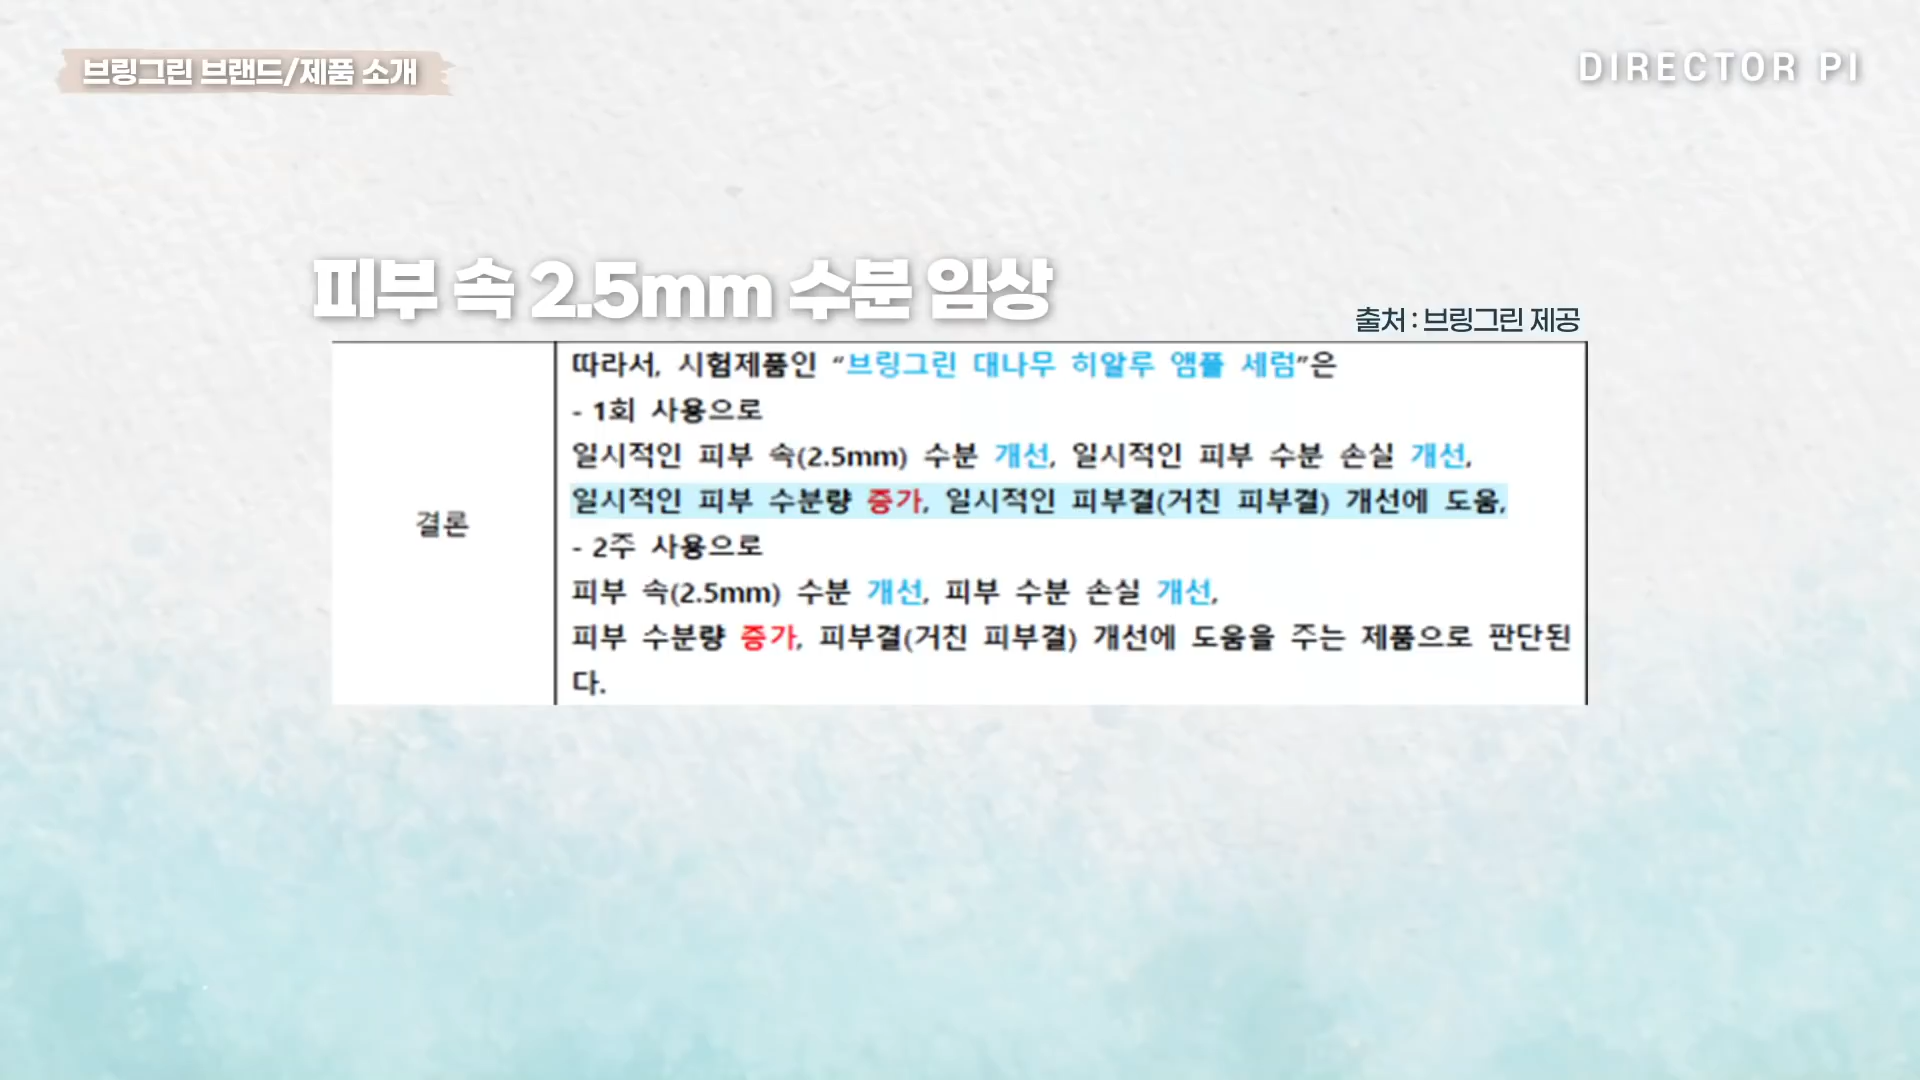 브링그린 브랜드/제품 소개
DIRECTOR PI
피부 속 2.5mm 수분 임상
출처 : 브링그린 제공
결론
따라서, 시험제품인 “브링그린 대나무 히알루 앰플 세럼”은
- 1회 사용으로
일시적인 피부 속(2.5mm) 수분 개선, 일시적인 피부 수분 손실 개선,
일시적인 피부 수분량 증가, 일시적인 피부결(거친 피부결) 개선에 도움,
- 2주 사용으로
피부 속(2.5mm) 수분 개선, 피부 수분 손실 개선,
피부 수분량 증가, 피부결(거친 피부결) 개선에 도움을 주는 제품으로 판단된
다.